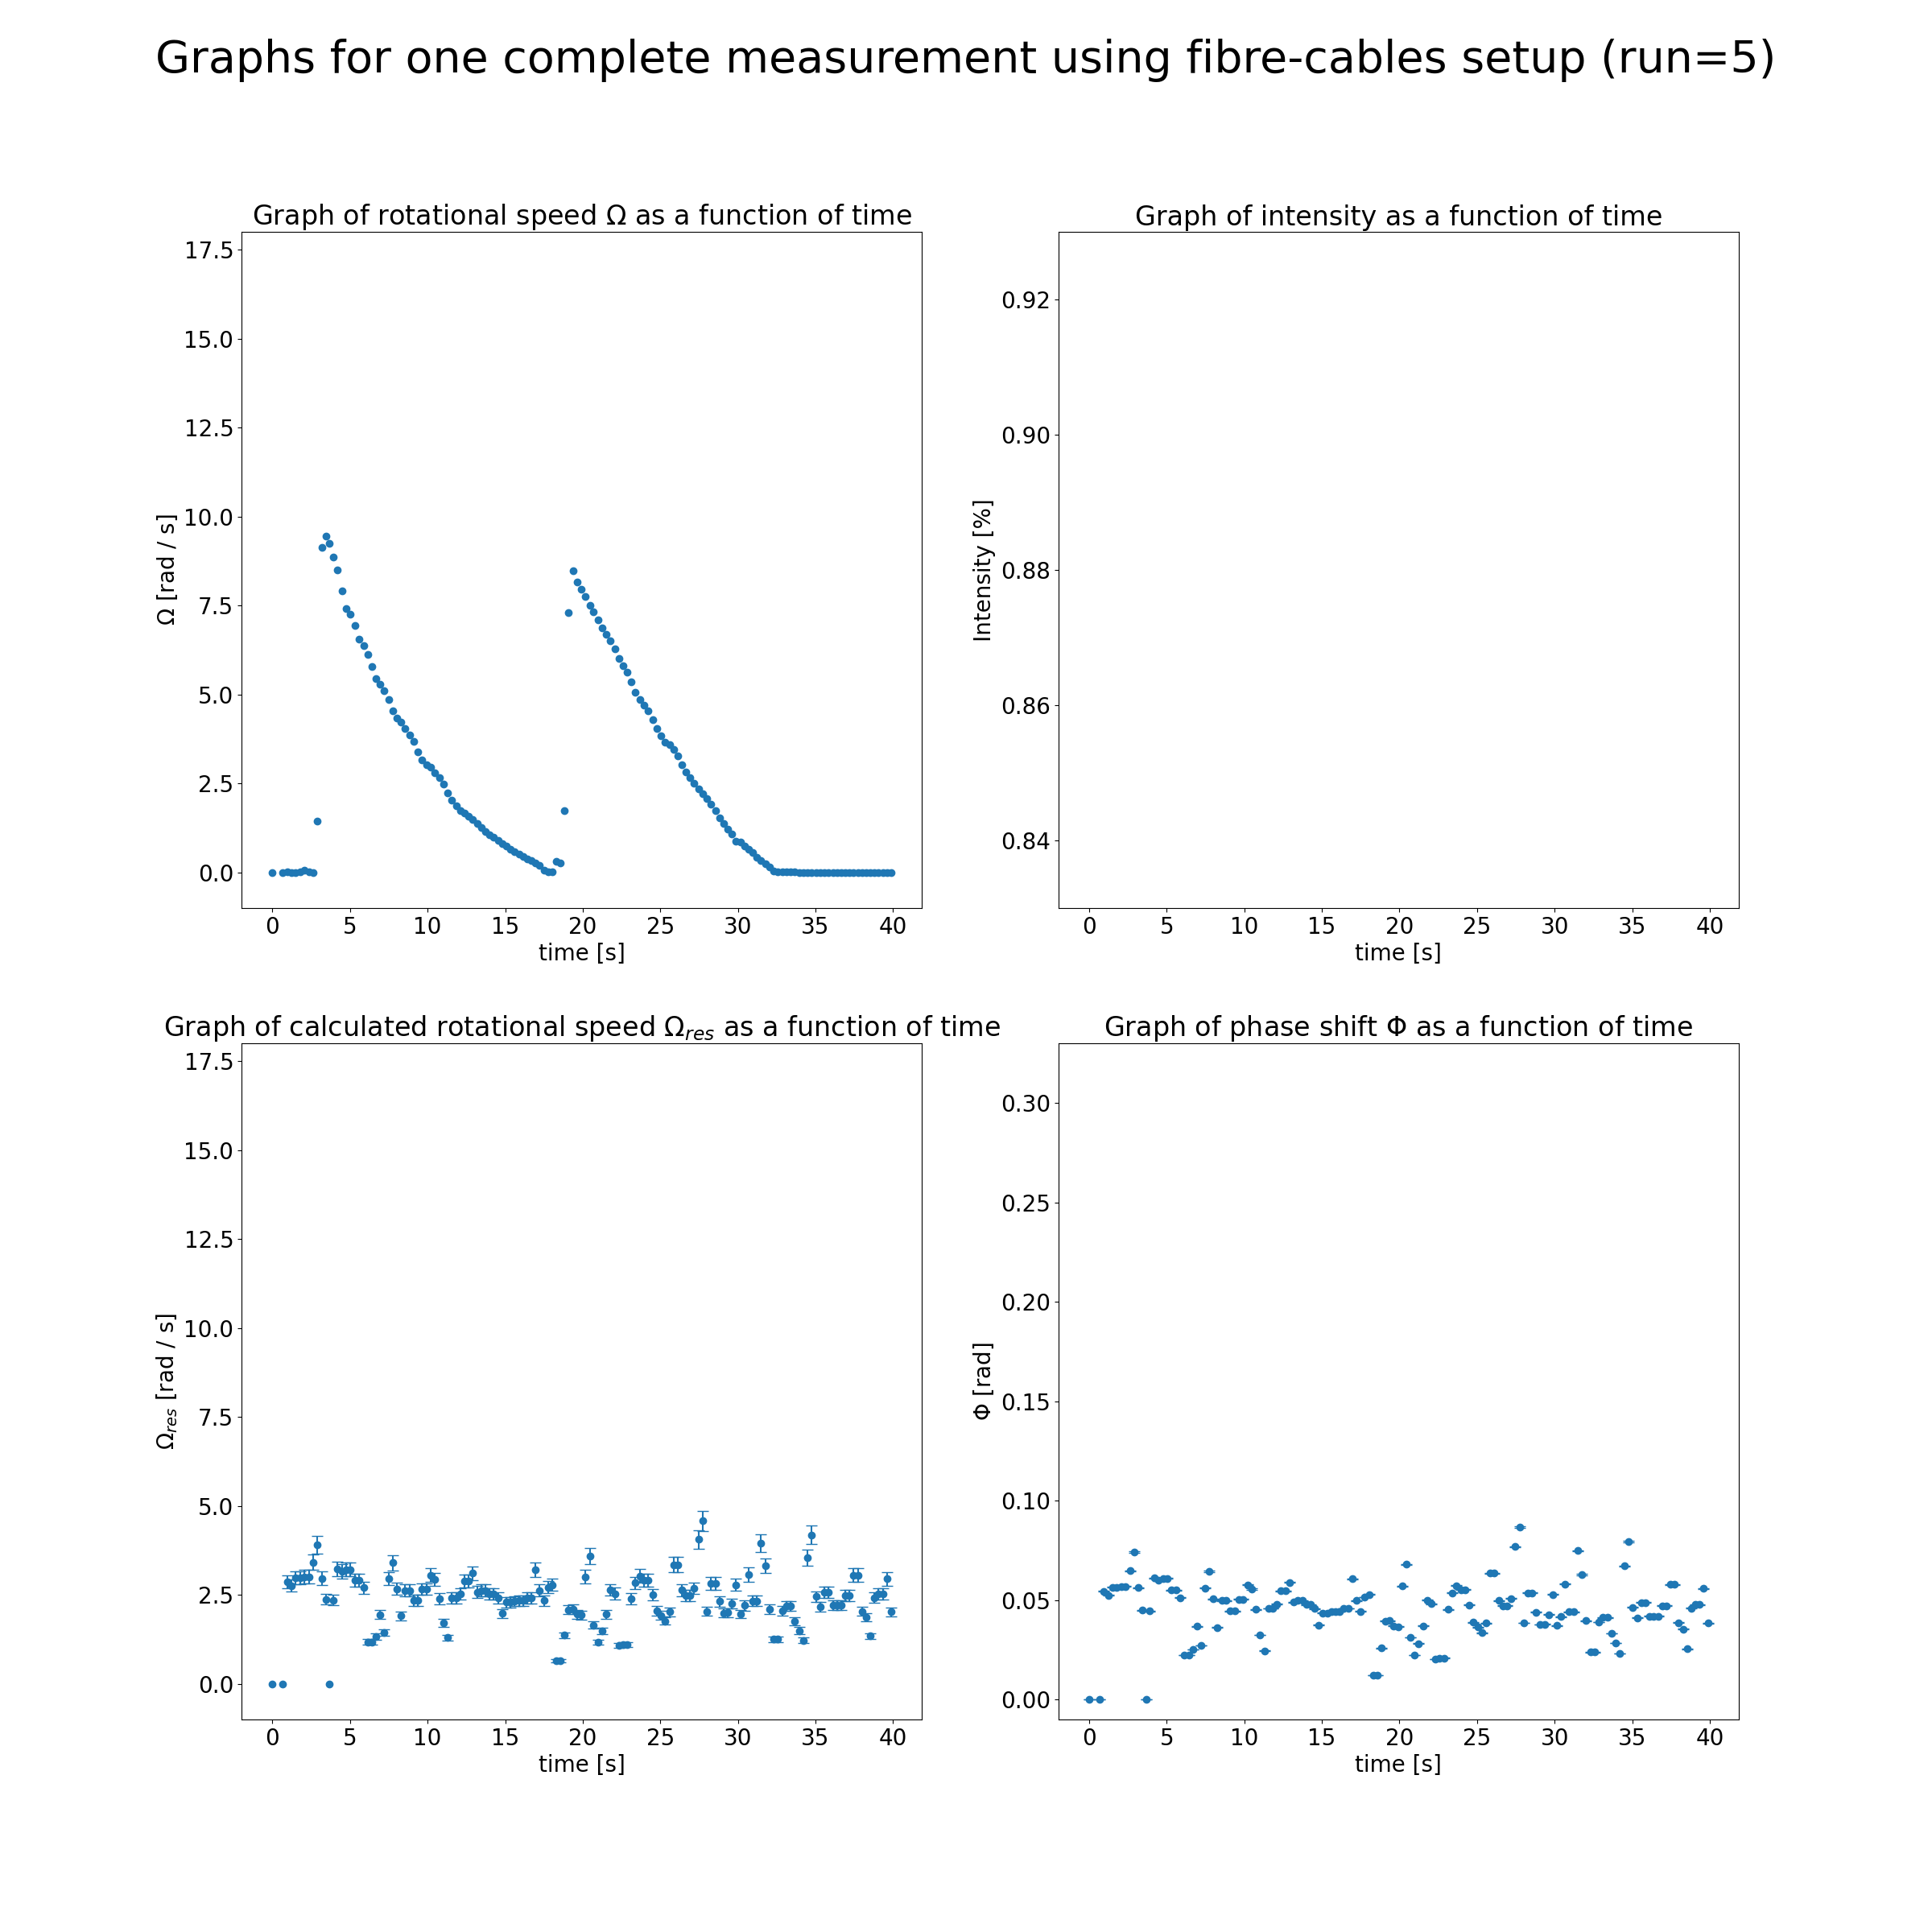 Graphs for one complete measurement using fibre-cables setup (run=5)
Graph of rotational speed Ω as a function of time
17.5
15.0
12.5
10.0
7.5
5.0
2.5
0.0
Ω [rad / s]
0 5 10 15 20 25 30 35 40
time [s]
Graph of intensity as a function of time
0.92
0.90
0.88
0.86
0.84
Intensity [%]
0 5 10 15 20 25 30 35 40
time [s]
Graph of calculated rotational speed Ω_res as a function of time
17.5
15.0
12.5
10.0
7.5
5.0
2.5
0.0
Ω_res [rad / s]
0 5 10 15 20 25 30 35 40
time [s]
Graph of phase shift Φ as a function of time
0.30
0.25
0.20
0.15
0.10
0.05
0.00
Φ [rad]
0 5 10 15 20 25 30 35 40
time [s]